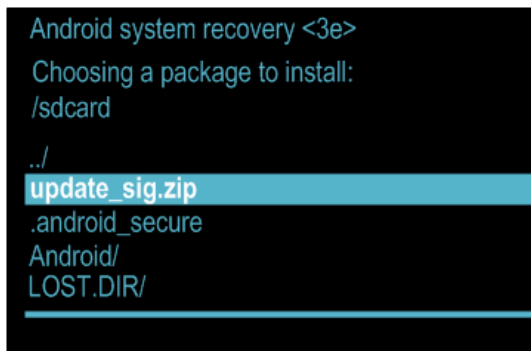 Android system recovery <3e>
Choosing a package to install:
/sdcard
../
update_sig.zip
.android_secure
Android/
LOST.DIR/